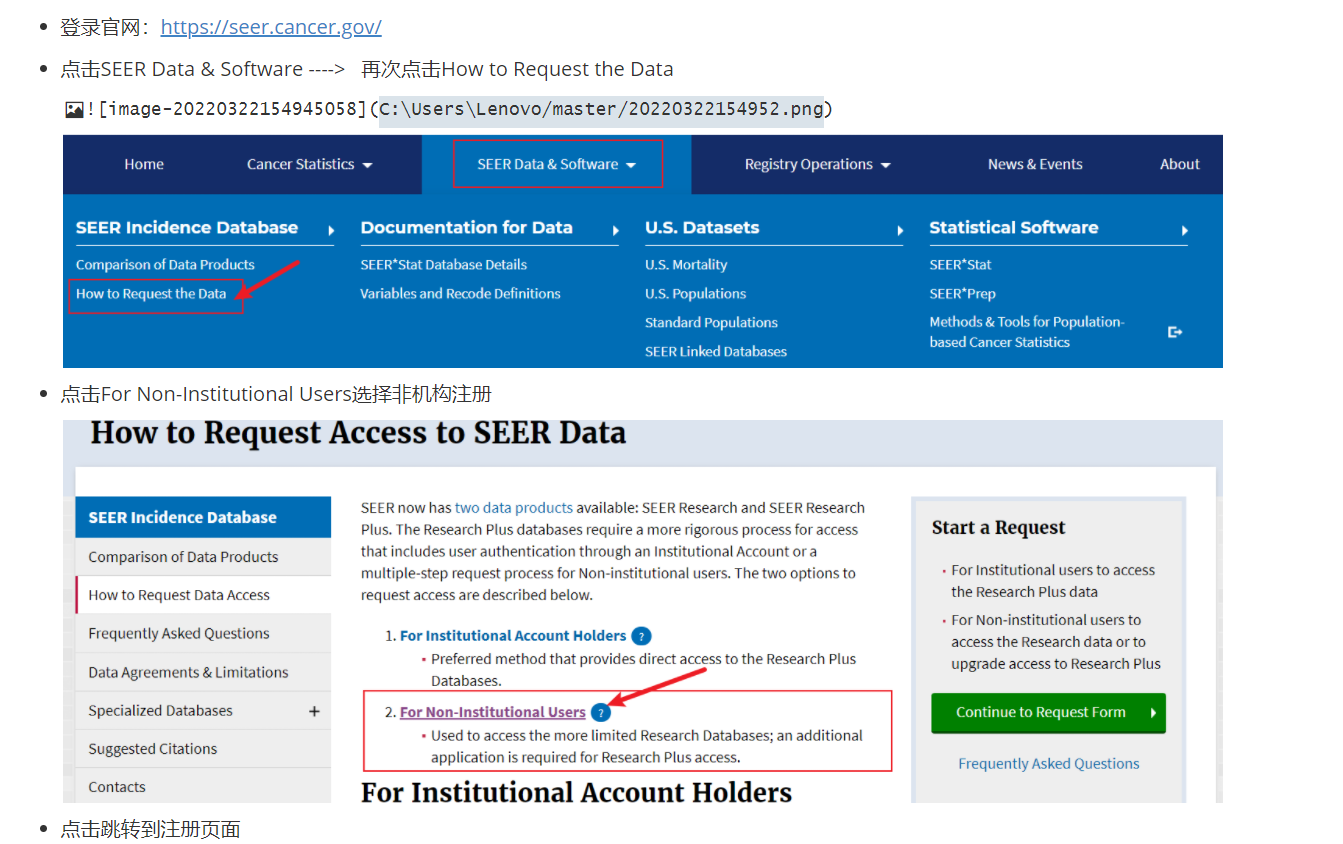 登录官网：https://seer.cancer.gov/
点击SEER Data & Software ---->   再次点击How to Request the Data
![image-20220322154945058](C:\Users\Lenovo/master/20220322154952.png)
Home Cancer Statistics SEER Data & Software Registry Operations News & Events About
SEER Incidence Database Documentation for Data U.S. Datasets Statistical Software
Comparison of Data Products SEER*Stat Database Details U.S. Mortality SEER*Stat
How to Request the Data Variables and Recode Definitions U.S. Populations SEER*Prep
Standard Populations Methods & Tools for Population-
based Cancer Statistics
SEER Linked Databases
点击For Non-Institutional Users选择非机构注册
How to Request Access to SEER Data
SEER Incidence Database
Comparison of Data Products
How to Request Data Access
Frequently Asked Questions
Data Agreements & Limitations
Specialized Databases +
Suggested Citations
Contacts
SEER now has two data products available: SEER Research and SEER Research
Plus. The Research Plus databases require a more rigorous process for access
that includes user authentication through an Institutional Account or a
multiple-step request process for Non-institutional users. The two options to
request access are described below.
1. For Institutional Account Holders ?
• Preferred method that provides direct access to the Research Plus
Databases.
2. For Non-Institutional Users ?
• Used to access the more limited Research Databases; an additional
application is required for Research Plus access.
For Institutional Account Holders
Start a Request
• For Institutional users to access
the Research Plus data
• For Non-institutional users to
access the Research data or to
upgrade access to Research Plus
Continue to Request Form
Frequently Asked Questions
点击跳转到注册页面